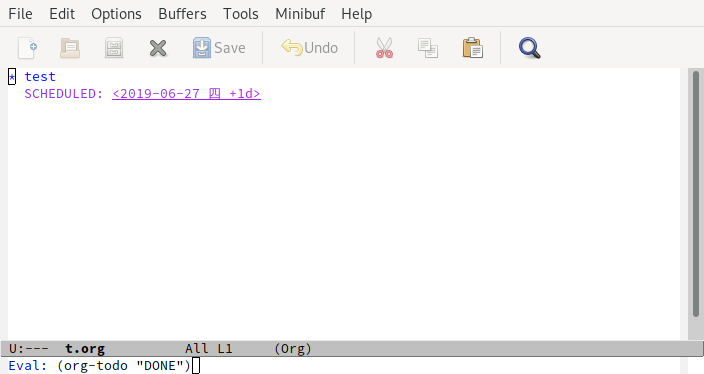 File Edit Options Buffers Tools Minibuf Help
Save Undo
* test
SCHEDULED: <2019-06-27 四 +1d>
U:--- t.org All L1 (Org)
Eval: (org-todo "DONE")